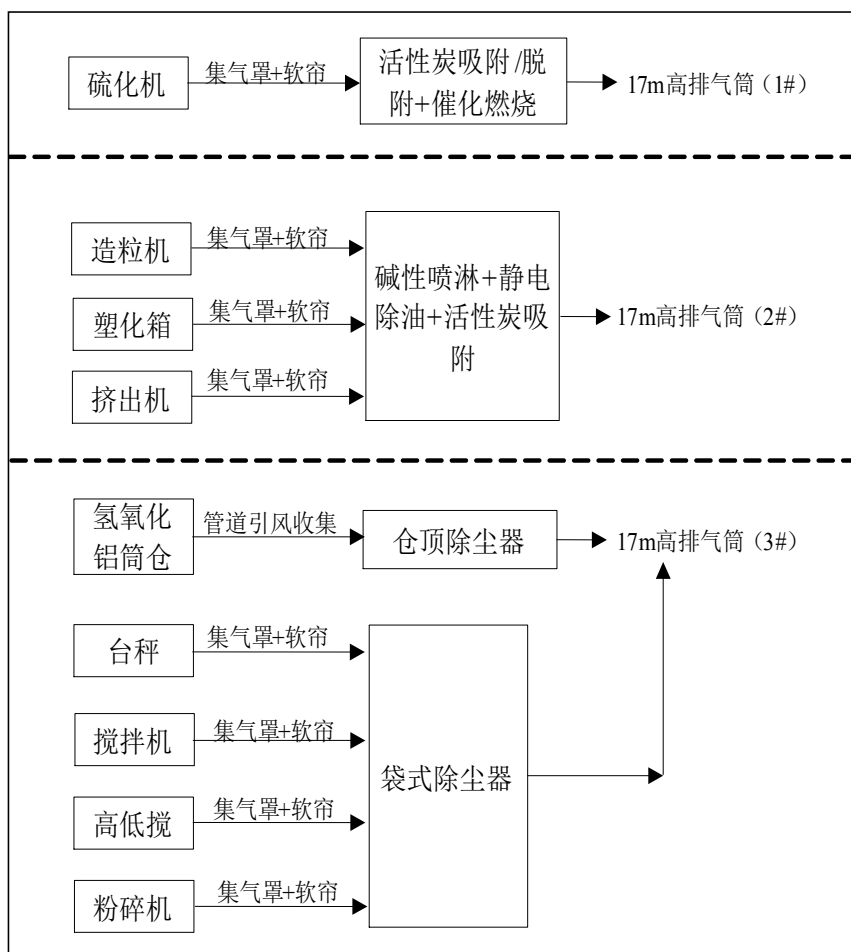 硫化机
集气罩+软帘
活性炭吸附/脱
附+催化燃烧
17m高排气筒（1#）
造粒机
集气罩+软帘
塑化箱
集气罩+软帘
挤出机
集气罩+软帘
碱性喷淋+静电
除油+活性炭吸
附
17m高排气筒（2#）
氢氧化
铝筒仓
管道引风收集
仓顶除尘器
17m高排气筒（3#）
台秤
集气罩+软帘
搅拌机
集气罩+软帘
高低搅
集气罩+软帘
粉碎机
集气罩+软帘
袋式除尘器